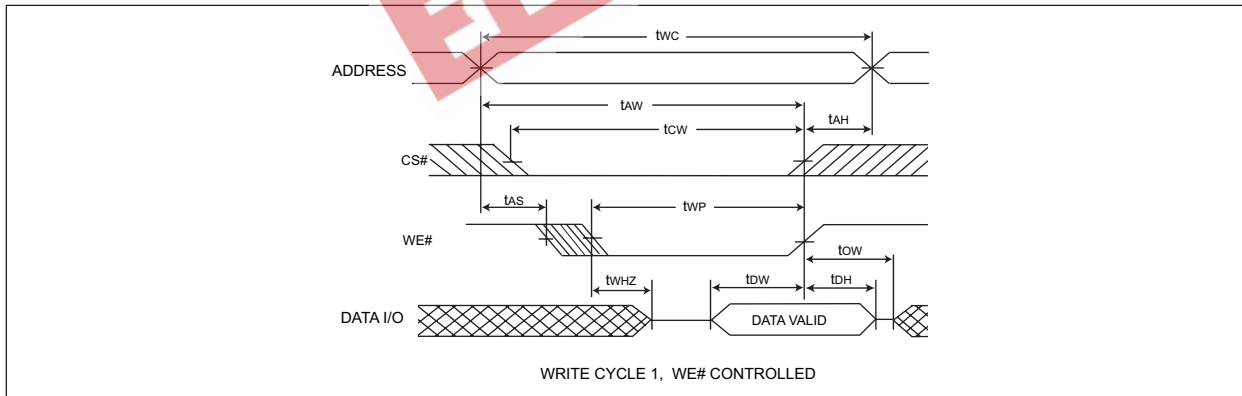 tWC
ADDRESS
tAW
tAH
tCW
CS#
tAS
tWP
WE#
tOW
tWHZ
tDW
tDH
DATA I/O
DATA VALID
WRITE CYCLE 1, WE# CONTROLLED